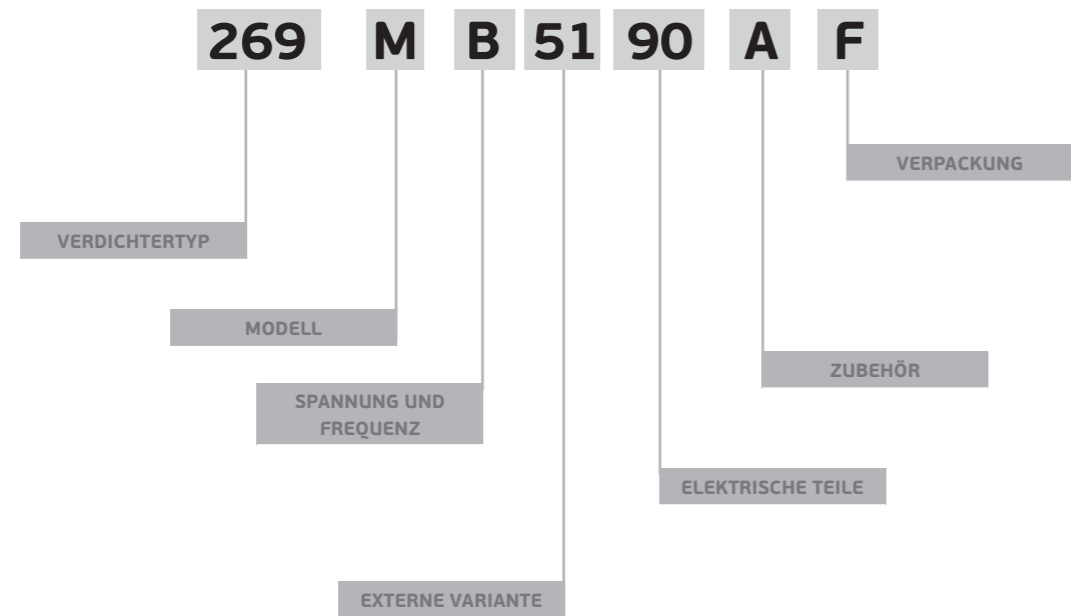 269 M B 51 90 A F
VERPACKUNG
VERDICHTERTYP
MODELL
ZUBEHÖR
SPANNUNG UND
FREQUENZ
ELEKTRISCHE TEILE
EXTERNE VARIANTE